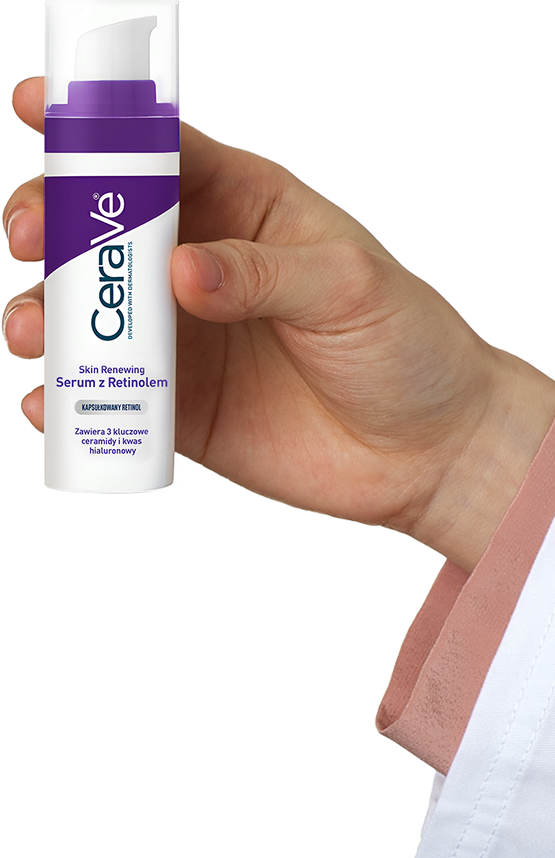 CeraVe®
DEVELOPED WITH DERMATOLOGISTS
Skin Renewing
Serum z Retinolem
KAPSUŁKOWANY RETINOL
Zawiera 3 kluczowe
ceramidy i kwas
hialuronowy